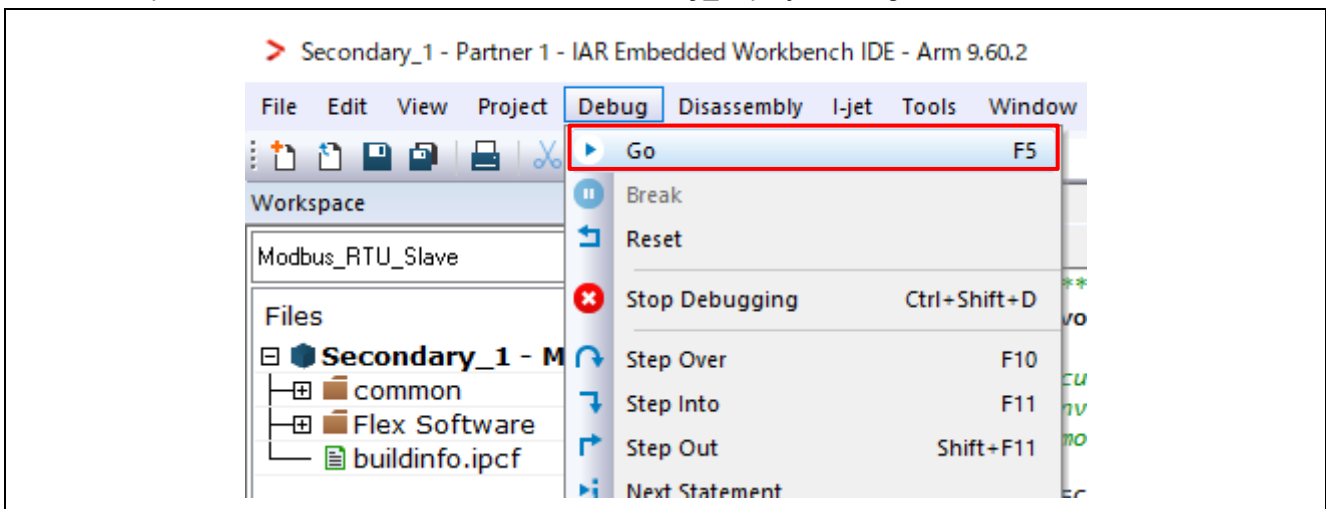 Secondary_1 - Partner 1 - IAR Embedded Workbench IDE - Arm 9.60.2
File Edit View Project Debug Disassembly I-jet Tools Window
Go F5
Workspace
Break
Modbus_RTU_Slave
Reset
Stop Debugging Ctrl+Shift+D
Files
Secondary_1 - M
Step Over F10
common
Step Into F11
Flex Software
Step Out Shift+F11
buildinfo.ipcf
Next Statement